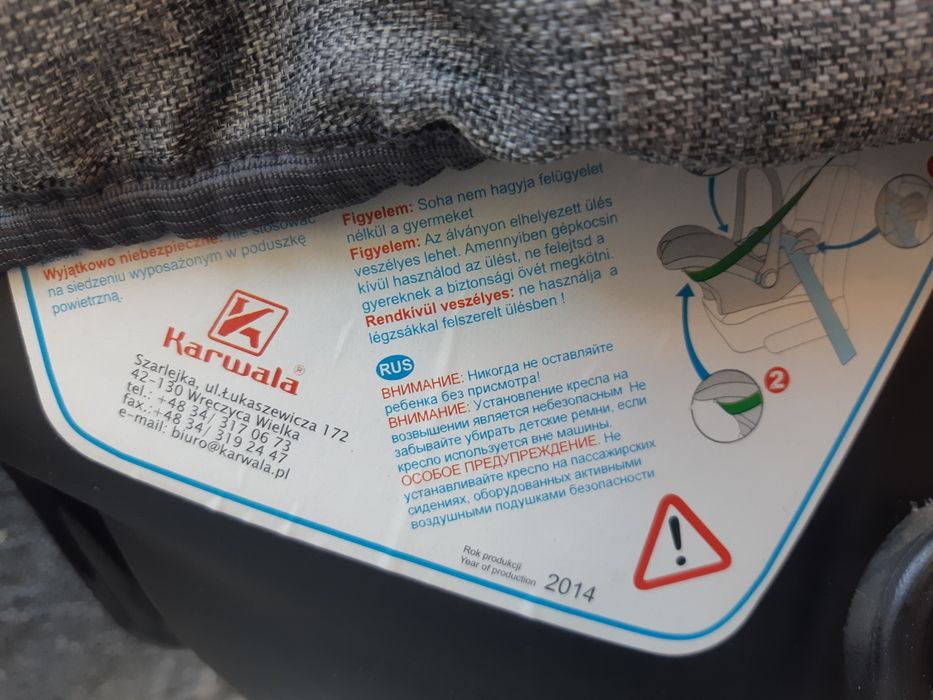 Wyjątkowo niebezpieczne: nie stosować
na siedzeniu wyposażonym w poduszkę
powietrzną.
Karwala ®
Szarlejka, ul.Łukaszewicza 172
42-130 Wręczyca Wielka
tel.: +48 34/ 317 06 73
fax.:+48 34/ 319 24 47
e-mail: biuro@karwala.pl
Figyelem: Soha nem hagyja felügyelet
nélkül a gyermeket
Figyelem: Az álványon elhelyezett ülés
veszélyes lehet. Amennyiben gépkocsin
kívül használod az ülést, ne felejtsd a
gyereknek a biztonsági övét megkötni.
Rendkívül veszélyes: ne használja a
légzsákkal felszerelt ülésben !
RUS
ВНИМАНИЕ: Никогда не оставляйте
ребенка без присмотра!
ВНИМАНИЕ: Установление кресла на
возвышении является небезопасным Не
забывайте убирать детские ремни, если
кресло используется вне машины.
ОСОБОЕ ПРЕДУПРЕЖДЕНИЕ. Не
устанавливайте кресло на пассажирских
сидениях, оборудованных активными
воздушными подушками безопасности
2
Rok produkcji
Year of production 2014